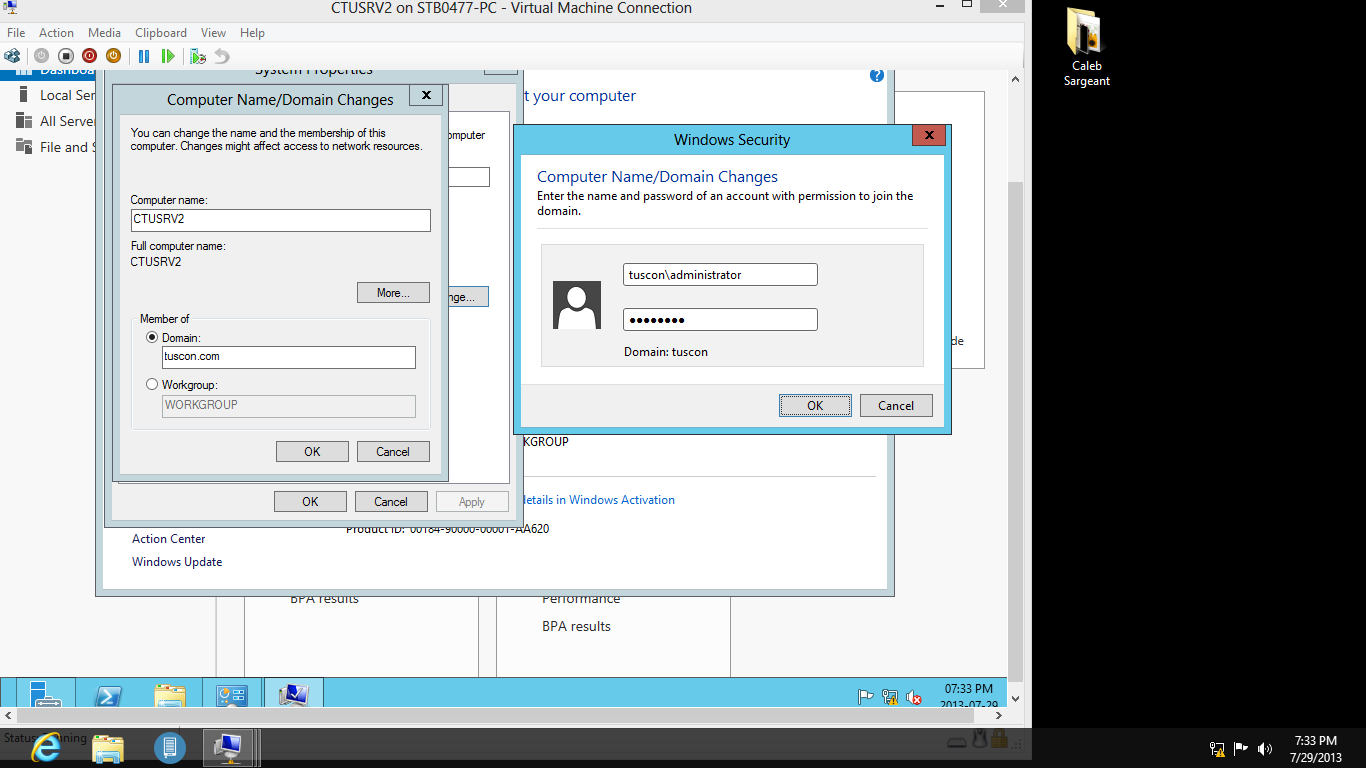 CTUSRV2 on STB0477-PC - Virtual Machine Connection
File Action Media Clipboard View Help
Caleb
Sargeant
System Properties
Local Ser
All Server
File and S
t your computer
Computer Name/Domain Changes
You can change the name and the membership of this
computer. Changes might affect access to network resources.
Computer name:
CTUSRV2
Full computer name:
CTUSRV2
More...
Member of
Domain:
tuscon.com
Workgroup:
WORKGROUP
OK Cancel
omputer
nge...
OK Cancel Apply
Windows Security
Computer Name/Domain Changes
Enter the name and password of an account with permission to join the
domain.
tuscon\administrator
Domain: tuscon
OK Cancel
de
KGROUP
details in Windows Activation
Product ID: 00184-90000-00001-AA620
Action Center
Windows Update
BPA results
Performance
BPA results
07:33 PM
2013-07-29
7:33 PM
7/29/2013